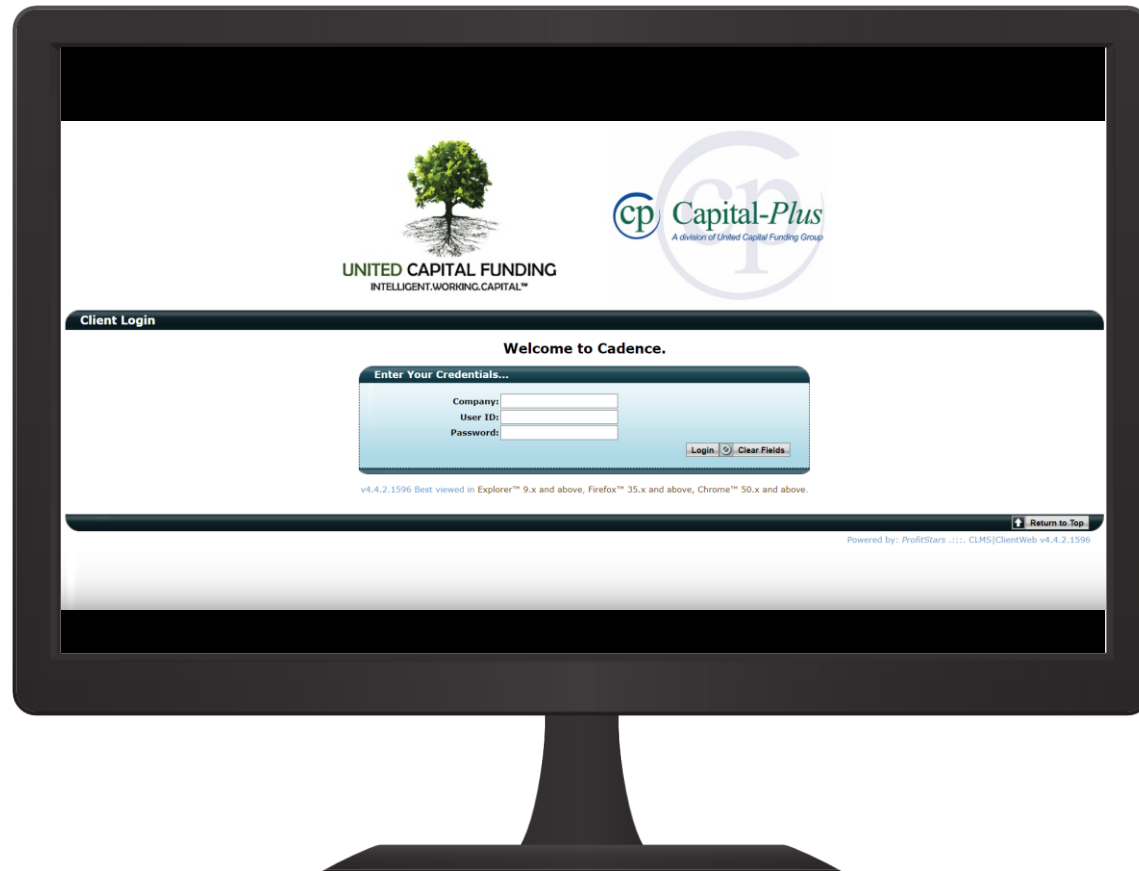 UNITED CAPITAL FUNDING
INTELLIGENT.WORKING.CAPITAL™
cp
cp Capital-Plus
A division of United Capital Funding Group
Client Login
Welcome to Cadence.
Enter Your Credentials...
Company:
User ID:
Password:
Login Clear Fields
v4.4.2.1596 Best viewed in Explorer™ 9.x and above, Firefox™ 35.x and above, Chrome™ 50.x and above.
Return to Top
Powered by: ProfitStars .:::. CLMS|ClientWeb v4.4.2.1596